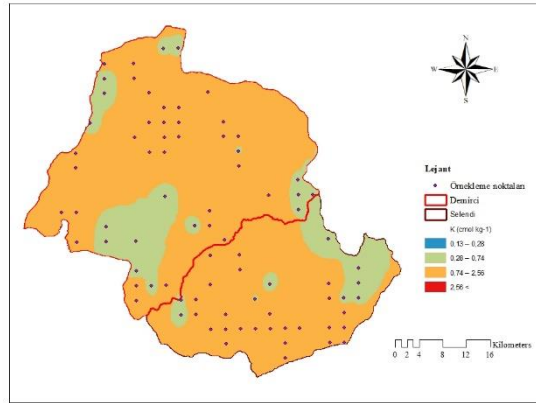 N
W E
S
Lejant
Örnekleme noktaları
Demirci
Selendi
K (cmol kg-1)
0,13 – 0,28
0,28 – 0,74
0,74 – 2,56
2,56 <
Kilometers
0 2 4 8 12 16